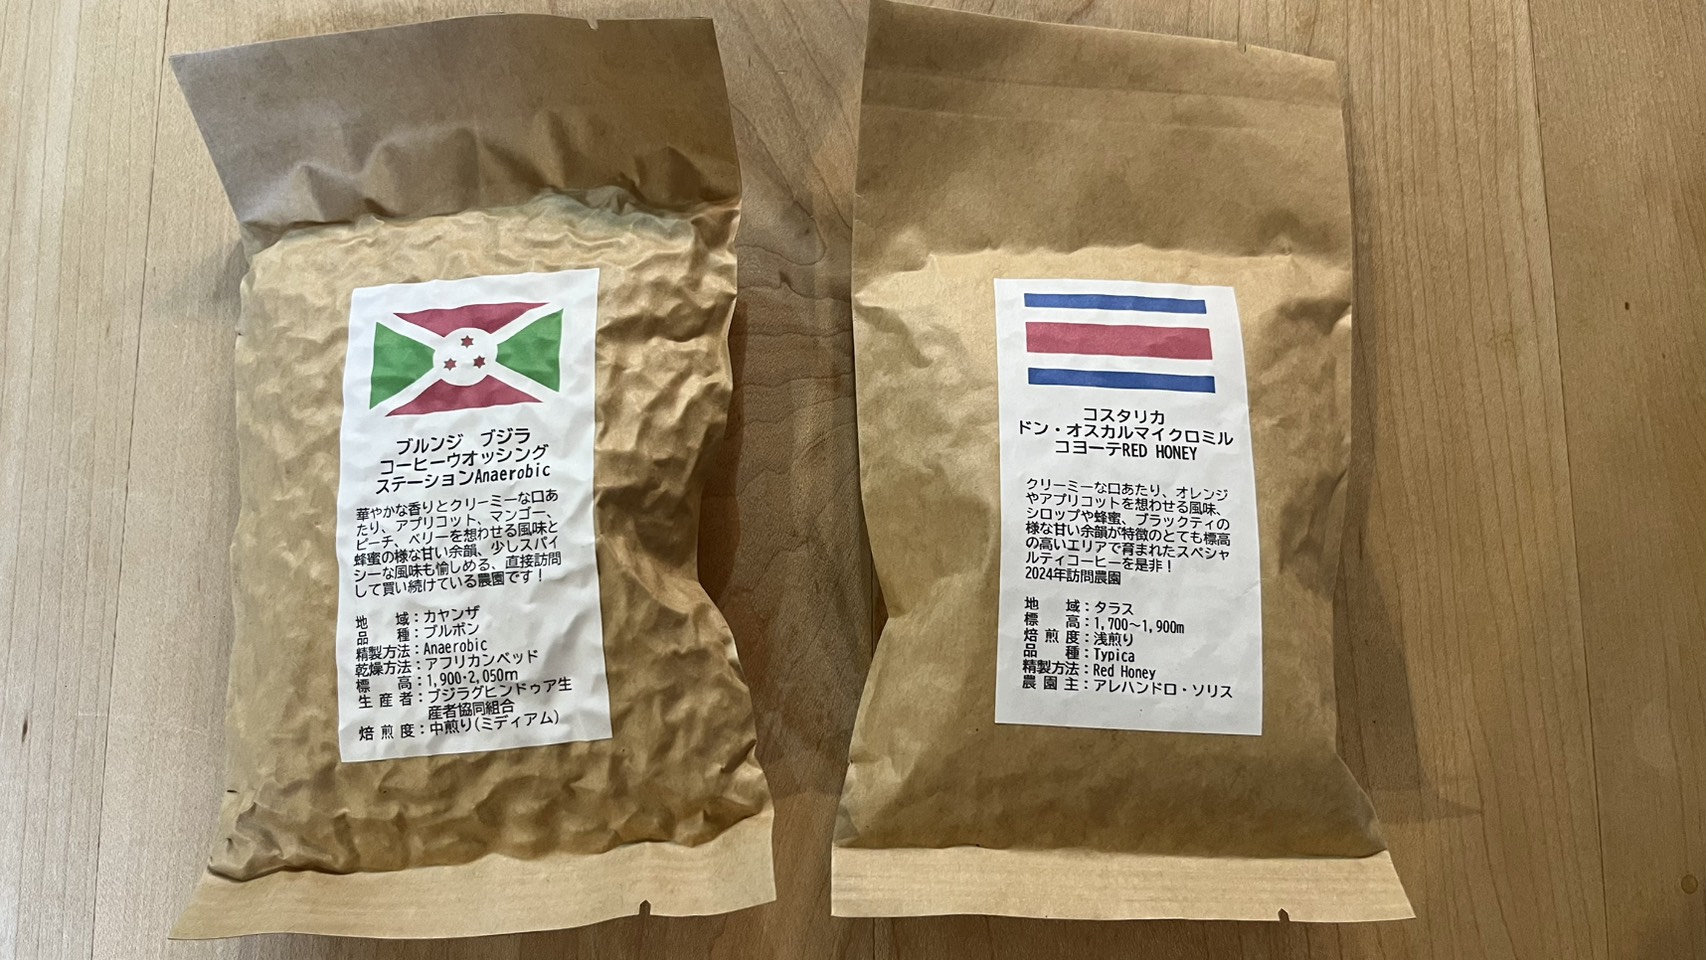 ブルンジ　ブジラ
コーヒーウオッシング
ステーションAnaerobic
華やかな香りとクリーミーな口あ
たり、アプリコット、マンゴー、
ピーチ、ベリーを想わせる風味と
蜂蜜の様な甘い余韻、少しスパイ
シーな風味も愉しめる、直接訪問
して買い続けている農園です！
地　　域：カヤンザ
品　　種：ブルボン
精製方法：Anaerobic
乾燥方法：アフリカンベッド
標　　高：1,900-2,050m
生 産 者：ブジラグヒンドゥア生
産者協同組合
焙 煎 度：中煎り(ミディアム)
コスタリカ
ドン・オスカルマイクロミル
コヨーテRED HONEY
クリーミーな口あたり、オレンジ
やアプリコットを想わせる風味、
シロップや蜂蜜、ブラックティの
様な甘い余韻が特徴のとても標高
の高いエリアで育まれたスペシャ
ルティコーヒーを是非！
2024年訪問農園
地　　域：タラス
標　　高：1,700～1,900m
焙 煎 度：浅煎り
品　　種：Typica
精製方法：Red Honey
農 園 主：アレハンドロ・ソリス